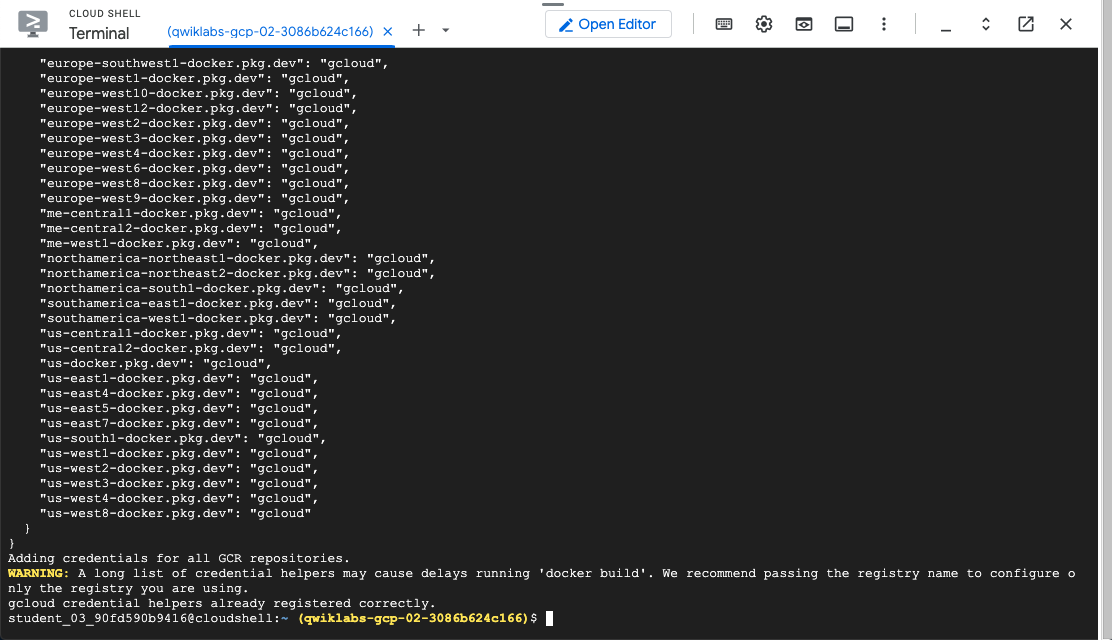 CLOUD SHELL
Terminal
(qwiklabs-gcp-02-3086b624c166)
Open Editor
"europe-southwest1-docker.pkg.dev": "gcloud",
"europe-west1-docker.pkg.dev": "gcloud",
"europe-west10-docker.pkg.dev": "gcloud",
"europe-west12-docker.pkg.dev": "gcloud",
"europe-west2-docker.pkg.dev": "gcloud",
"europe-west3-docker.pkg.dev": "gcloud",
"europe-west4-docker.pkg.dev": "gcloud",
"europe-west6-docker.pkg.dev": "gcloud",
"europe-west8-docker.pkg.dev": "gcloud",
"europe-west9-docker.pkg.dev": "gcloud",
"me-central1-docker.pkg.dev": "gcloud",
"me-central2-docker.pkg.dev": "gcloud",
"me-west1-docker.pkg.dev": "gcloud",
"northamerica-northeast1-docker.pkg.dev": "gcloud",
"northamerica-northeast2-docker.pkg.dev": "gcloud",
"northamerica-south1-docker.pkg.dev": "gcloud",
"southamerica-east1-docker.pkg.dev": "gcloud",
"southamerica-west1-docker.pkg.dev": "gcloud",
"us-central1-docker.pkg.dev": "gcloud",
"us-central2-docker.pkg.dev": "gcloud",
"us-docker.pkg.dev": "gcloud",
"us-east1-docker.pkg.dev": "gcloud",
"us-east4-docker.pkg.dev": "gcloud",
"us-east5-docker.pkg.dev": "gcloud",
"us-east7-docker.pkg.dev": "gcloud",
"us-south1-docker.pkg.dev": "gcloud",
"us-west1-docker.pkg.dev": "gcloud",
"us-west2-docker.pkg.dev": "gcloud",
"us-west3-docker.pkg.dev": "gcloud",
"us-west4-docker.pkg.dev": "gcloud",
"us-west8-docker.pkg.dev": "gcloud"
}
}
Adding credentials for all GCR repositories.
WARNING: A long list of credential helpers may cause delays running 'docker build'. We recommend passing the registry name to configure o
nly the registry you are using.
gcloud credential helpers already registered correctly.
student_03_90fd590b9416@cloudshell:~ (qwiklabs-gcp-02-3086b624c166)$